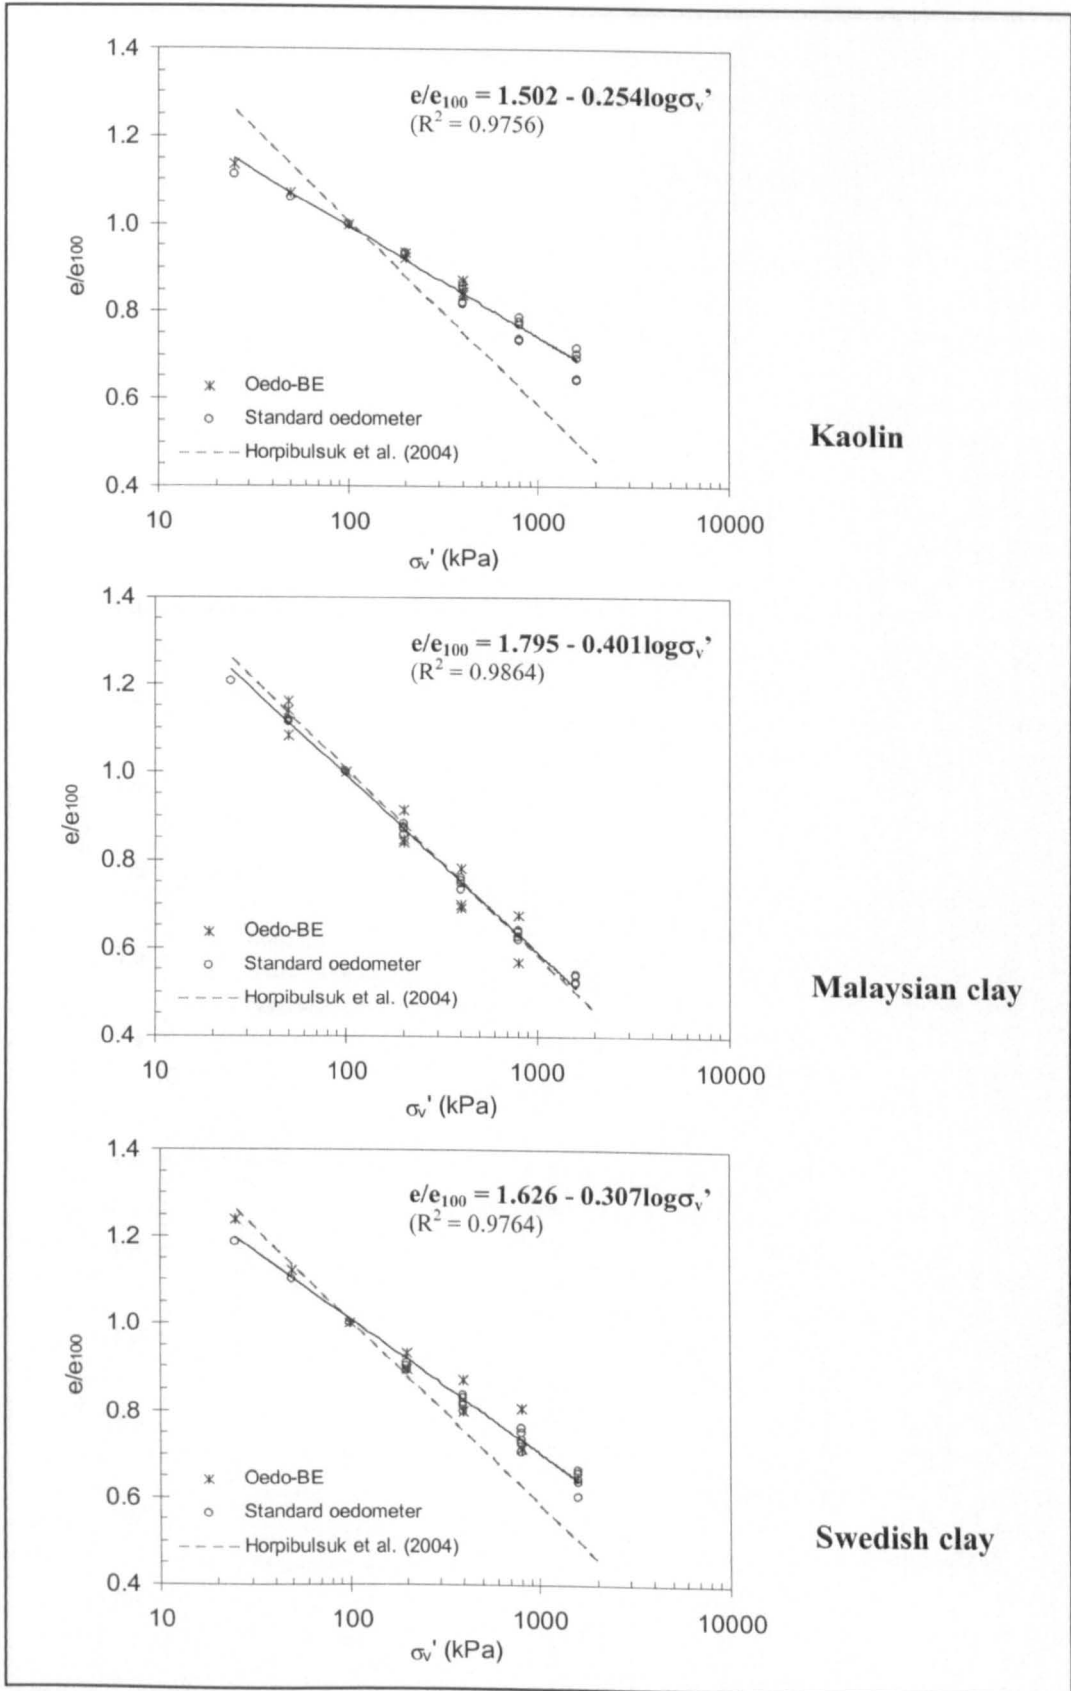 1.4
1.2
1.0
0.8
0.6
0.4
e/e100
e/e100 = 1.502 - 0.254logσv’
(R2 = 0.9756)
Oedo-BE
Standard oedometer
Horpibulsuk et al. (2004)
10 100 1000 10000
σv' (kPa)
Kaolin
1.4
1.2
1.0
0.8
0.6
0.4
e/e100
e/e100 = 1.795 - 0.401logσv’
(R2 = 0.9864)
Oedo-BE
Standard oedometer
Horpibulsuk et al. (2004)
10 100 1000 10000
σv' (kPa)
Malaysian clay
1.4
1.2
1.0
0.8
0.6
0.4
e/e100
e/e100 = 1.626 - 0.307logσv’
(R2 = 0.9764)
Oedo-BE
Standard oedometer
Horpibulsuk et al. (2004)
10 100 1000 10000
σv' (kPa)
Swedish clay